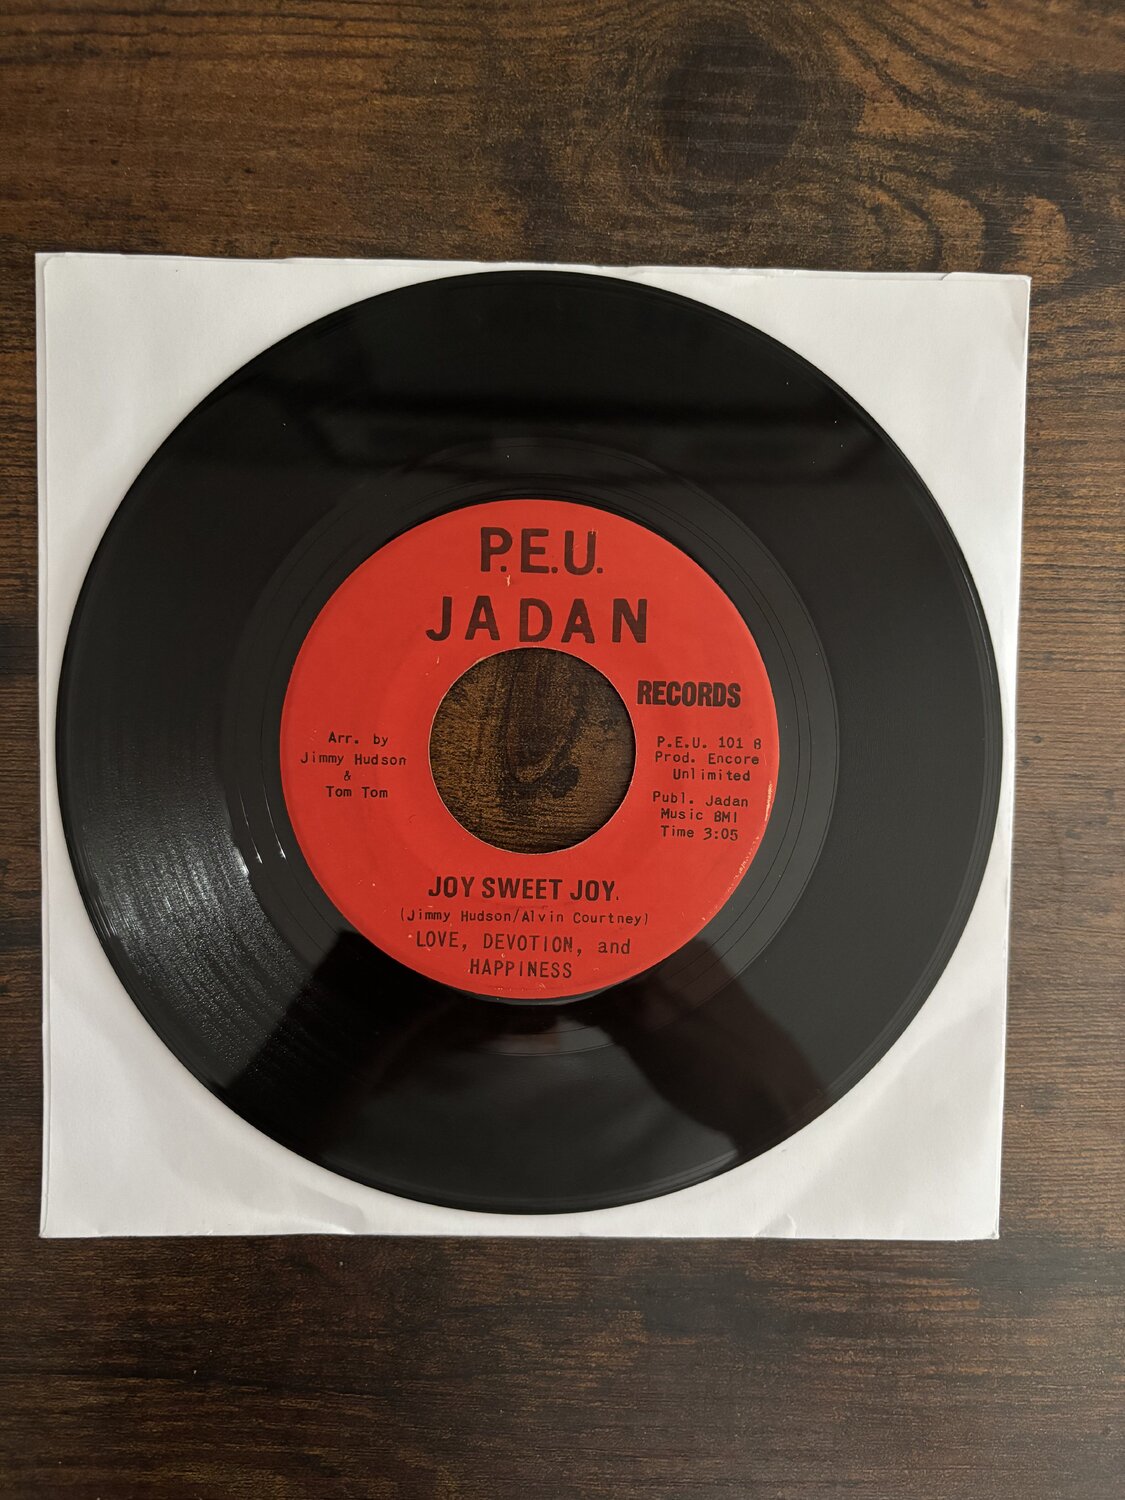 P.E.U.
JADAN
RECORDS
Arr. by
Jimmy Hudson
&
Tom Tom
P.E.U. 101 B
Prod. Encore
Unlimited
Publ. Jadan
Music BMI
Time 3:05
JOY SWEET JOY.
(Jimmy Hudson/Alvin Courtney)
LOVE, DEVOTION, and
HAPPINESS